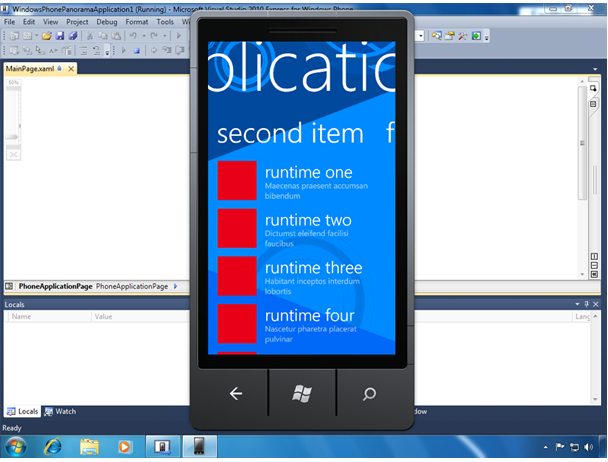 WindowsPhonePanoramaApplication1 (Running) - Microsoft Visual Studio 2010 Express for Windows Phone
File Edit View Project Debug Format Tools
MainPage.xaml
plicatic
second item f
runtime one
Maecenas praesent accumsan
bibendum
runtime two
Dictumst eleifend facilisi
faucibus
runtime three
Habitant inceptos interdum
lobortis
runtime four
Nascetur pharetra placerat
pulvinar
PhoneApplicationPage PhoneApplicationPage
Locals
Name Value Lang
Locals Watch dow
Ready